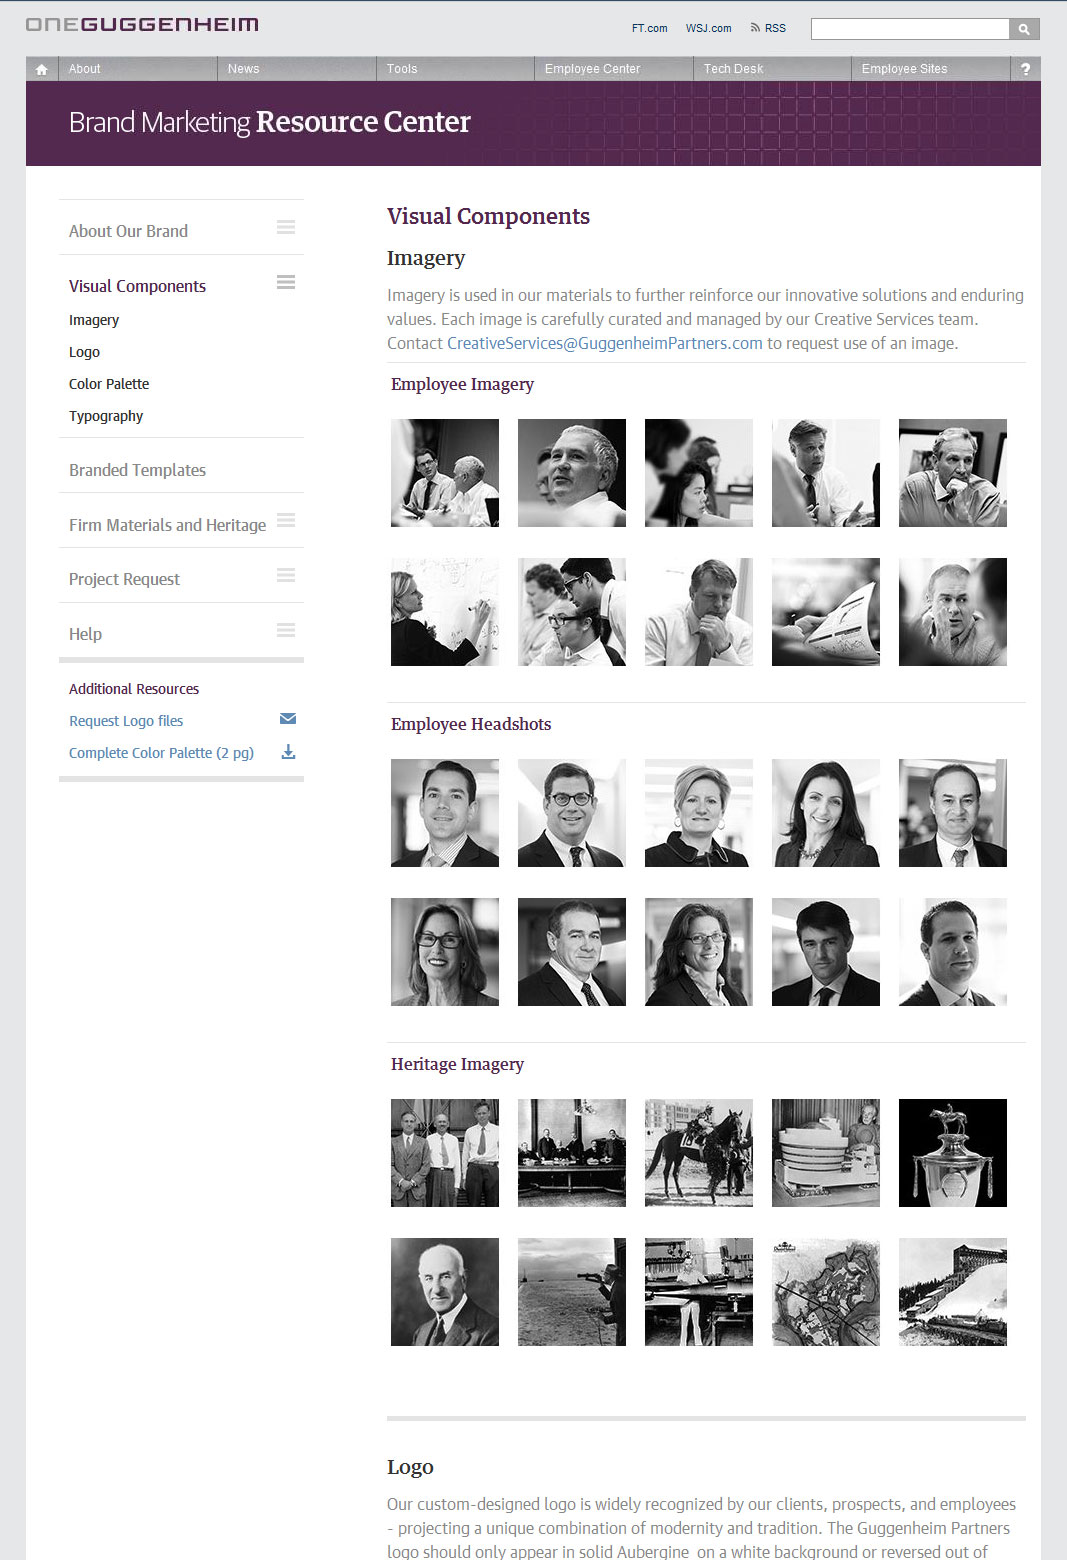 ONEGUGGENHEIM
FT.com WSJ.com RSS
About News Tools Employee Center Tech Desk Employee Sites ?
Brand Marketing Resource Center
About Our Brand
Visual Components
Imagery
Logo
Color Palette
Typography
Branded Templates
Firm Materials and Heritage
Project Request
Help
Additional Resources
Request Logo files
Complete Color Palette (2 pg)
Visual Components
Imagery
Imagery is used in our materials to further reinforce our innovative solutions and enduring
values. Each image is carefully curated and managed by our Creative Services team.
Contact CreativeServices@GuggenheimPartners.com to request use of an image.
Employee Imagery
Employee Headshots
Heritage Imagery
Logo
Our custom-designed logo is widely recognized by our clients, prospects, and employees
- projecting a unique combination of modernity and tradition. The Guggenheim Partners
logo should only appear in solid Aubergine on a white background or reversed out of